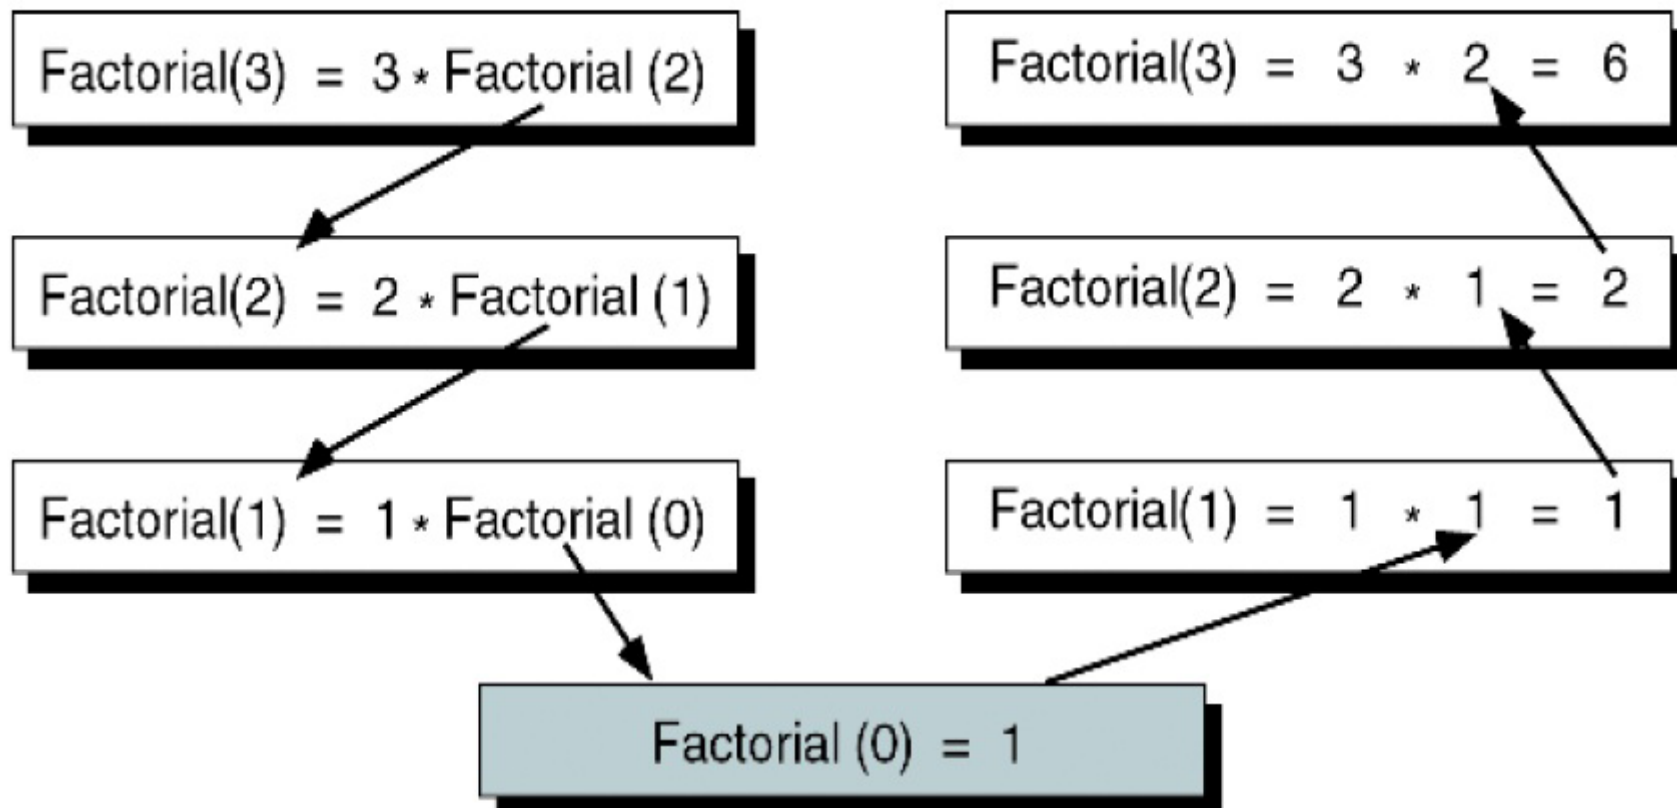 Factorial(3) = 3 * Factorial (2)
Factorial(2) = 2 * Factorial (1)
Factorial(1) = 1 * Factorial (0)
Factorial (0) = 1
Factorial(1) = 1 * 1 = 1
Factorial(2) = 2 * 1 = 2
Factorial(3) = 3 * 2 = 6